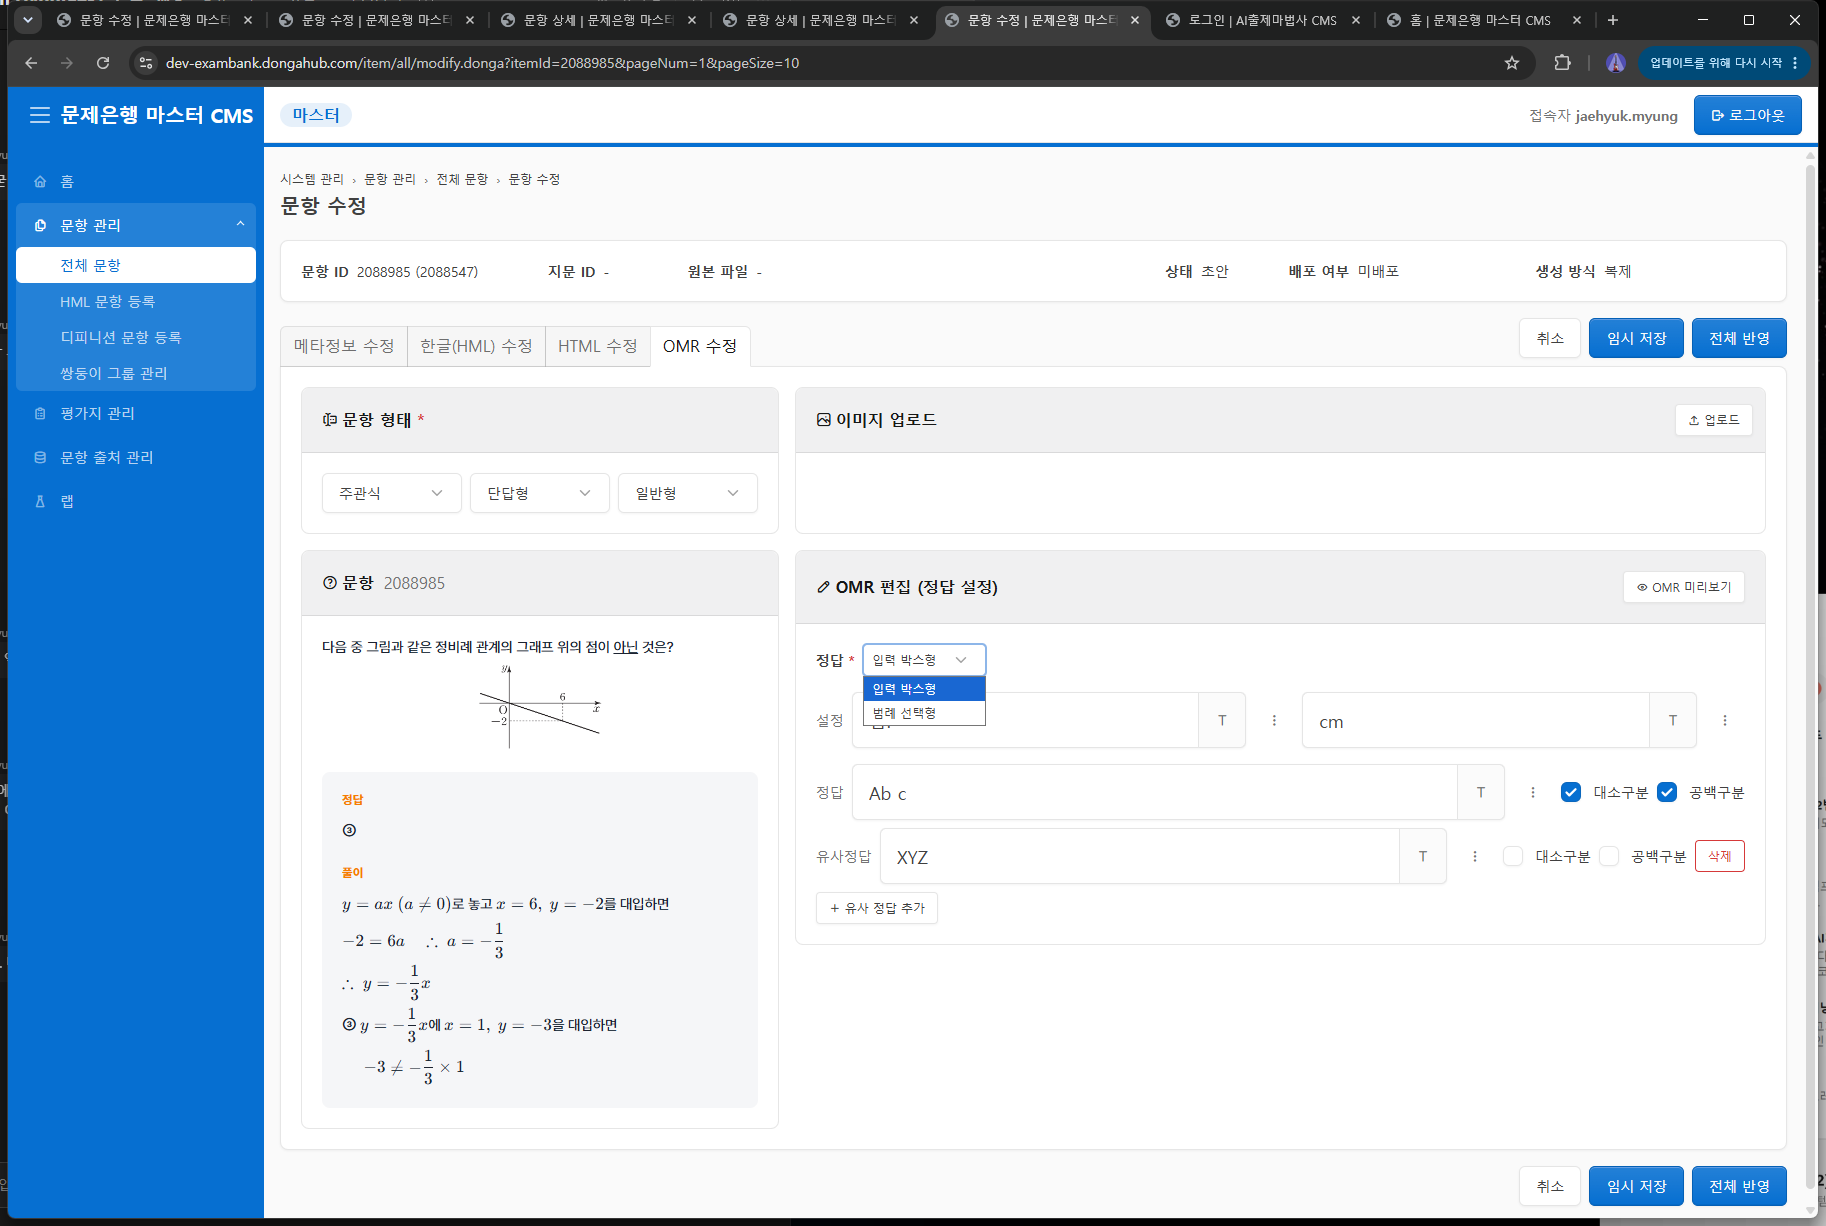 문항 수정 | 문제은행 마스터
문항 수정 | 문제은행 마스터
문항 상세 | 문제은행 마스터
문항 상세 | 문제은행 마스터
문항 수정 | 문제은행 마스터
로그인 | AI출제마법사 CMS
홈 | 문제은행 마스터 CMS
dev-exambank.dongahub.com/item/all/modify.donga?itemId=2088985&pageNum=1&pageSize=10
업데이트를 위해 다시 시작
문제은행 마스터 CMS
마스터
접속자 jaehyuk.myung
로그아웃
홈
문항 관리
전체 문항
HML 문항 등록
디피니션 문항 등록
쌍둥이 그룹 관리
평가지 관리
문항 출처 관리
랩
시스템 관리 › 문항 관리 › 전체 문항 › 문항 수정
문항 수정
문항 ID 2088985 (2088547)
지문 ID -
원본 파일 -
상태 초안
배포 여부 미배포
생성 방식 복제
메타정보 수정
한글(HML) 수정
HTML 수정
OMR 수정
취소
임시 저장
전체 반영
문항 형태 *
주관식
단답형
일반형
이미지 업로드
업로드
문항 2088985
다음 중 그림과 같은 정비례 관계의 그래프 위의 점이 아닌 것은?
y
6
O
x
−2
정답
③
풀이
y = ax (a ≠ 0)로 놓고 x = 6, y = −2를 대입하면
−2 = 6a ∴ a = −1/3
∴ y = −1/3x
③ y = −1/3x에 x = 1, y = −3을 대입하면
−3 ≠ −1/3 × 1
OMR 편집 (정답 설정)
OMR 미리보기
정답 * 입력 박스형
입력 박스형
범례 선택형
설정
T
cm
T
정답
Ab c
T
대소구분
공백구분
유사정답
XYZ
T
대소구분
공백구분
삭제
+ 유사 정답 추가
취소
임시 저장
전체 반영